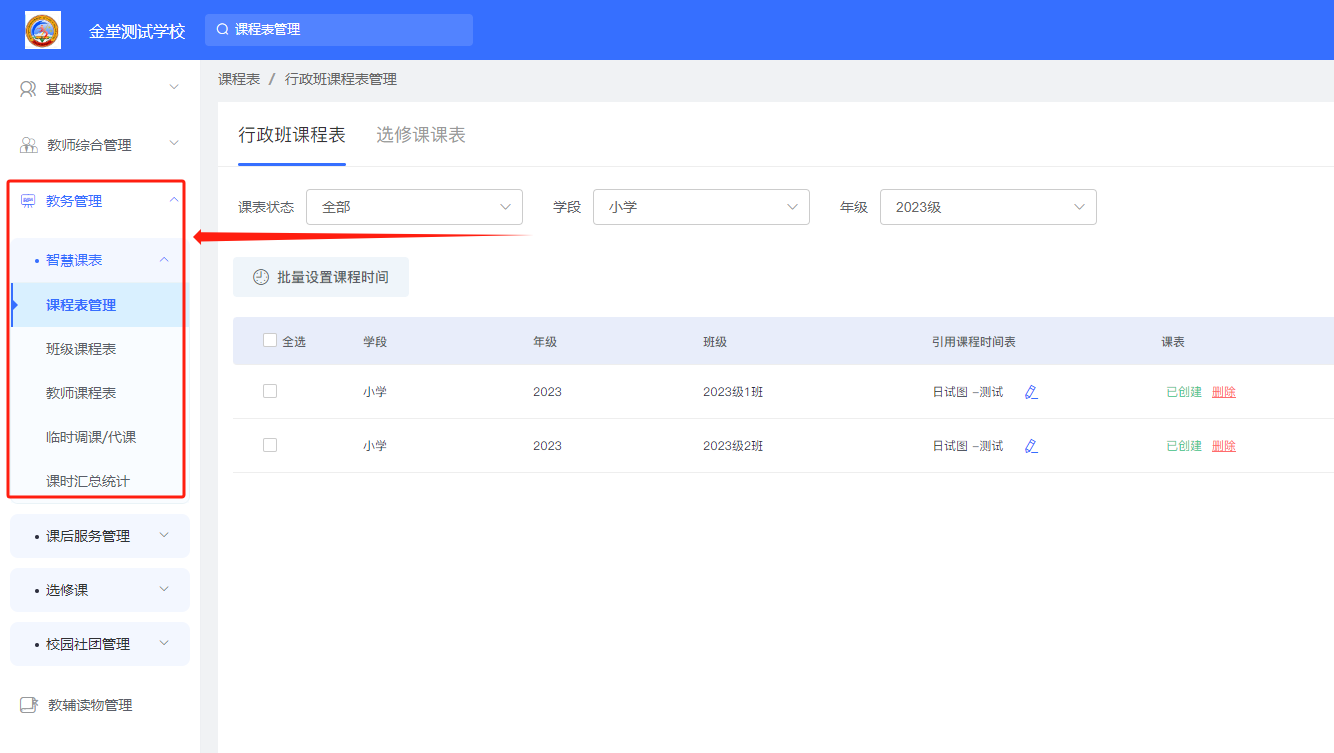 金堂测试学校
课程表管理
基础数据
教师综合管理
教务管理
智慧课表
课程表管理
班级课程表
教师课程表
临时调课/代课
课时汇总统计
课后服务管理
选修课
校园社团管理
教辅读物管理
课程表 / 行政班课程表管理
行政班课程表 选修课课表
课表状态 全部 学段 小学 年级 2023级
批量设置课程时间
全选 学段 年级 班级 引用课程时间表 课表
小学 2023 2023级1班 日试图 -测试 已创建 删除
小学 2023 2023级2班 日试图 -测试 已创建 删除